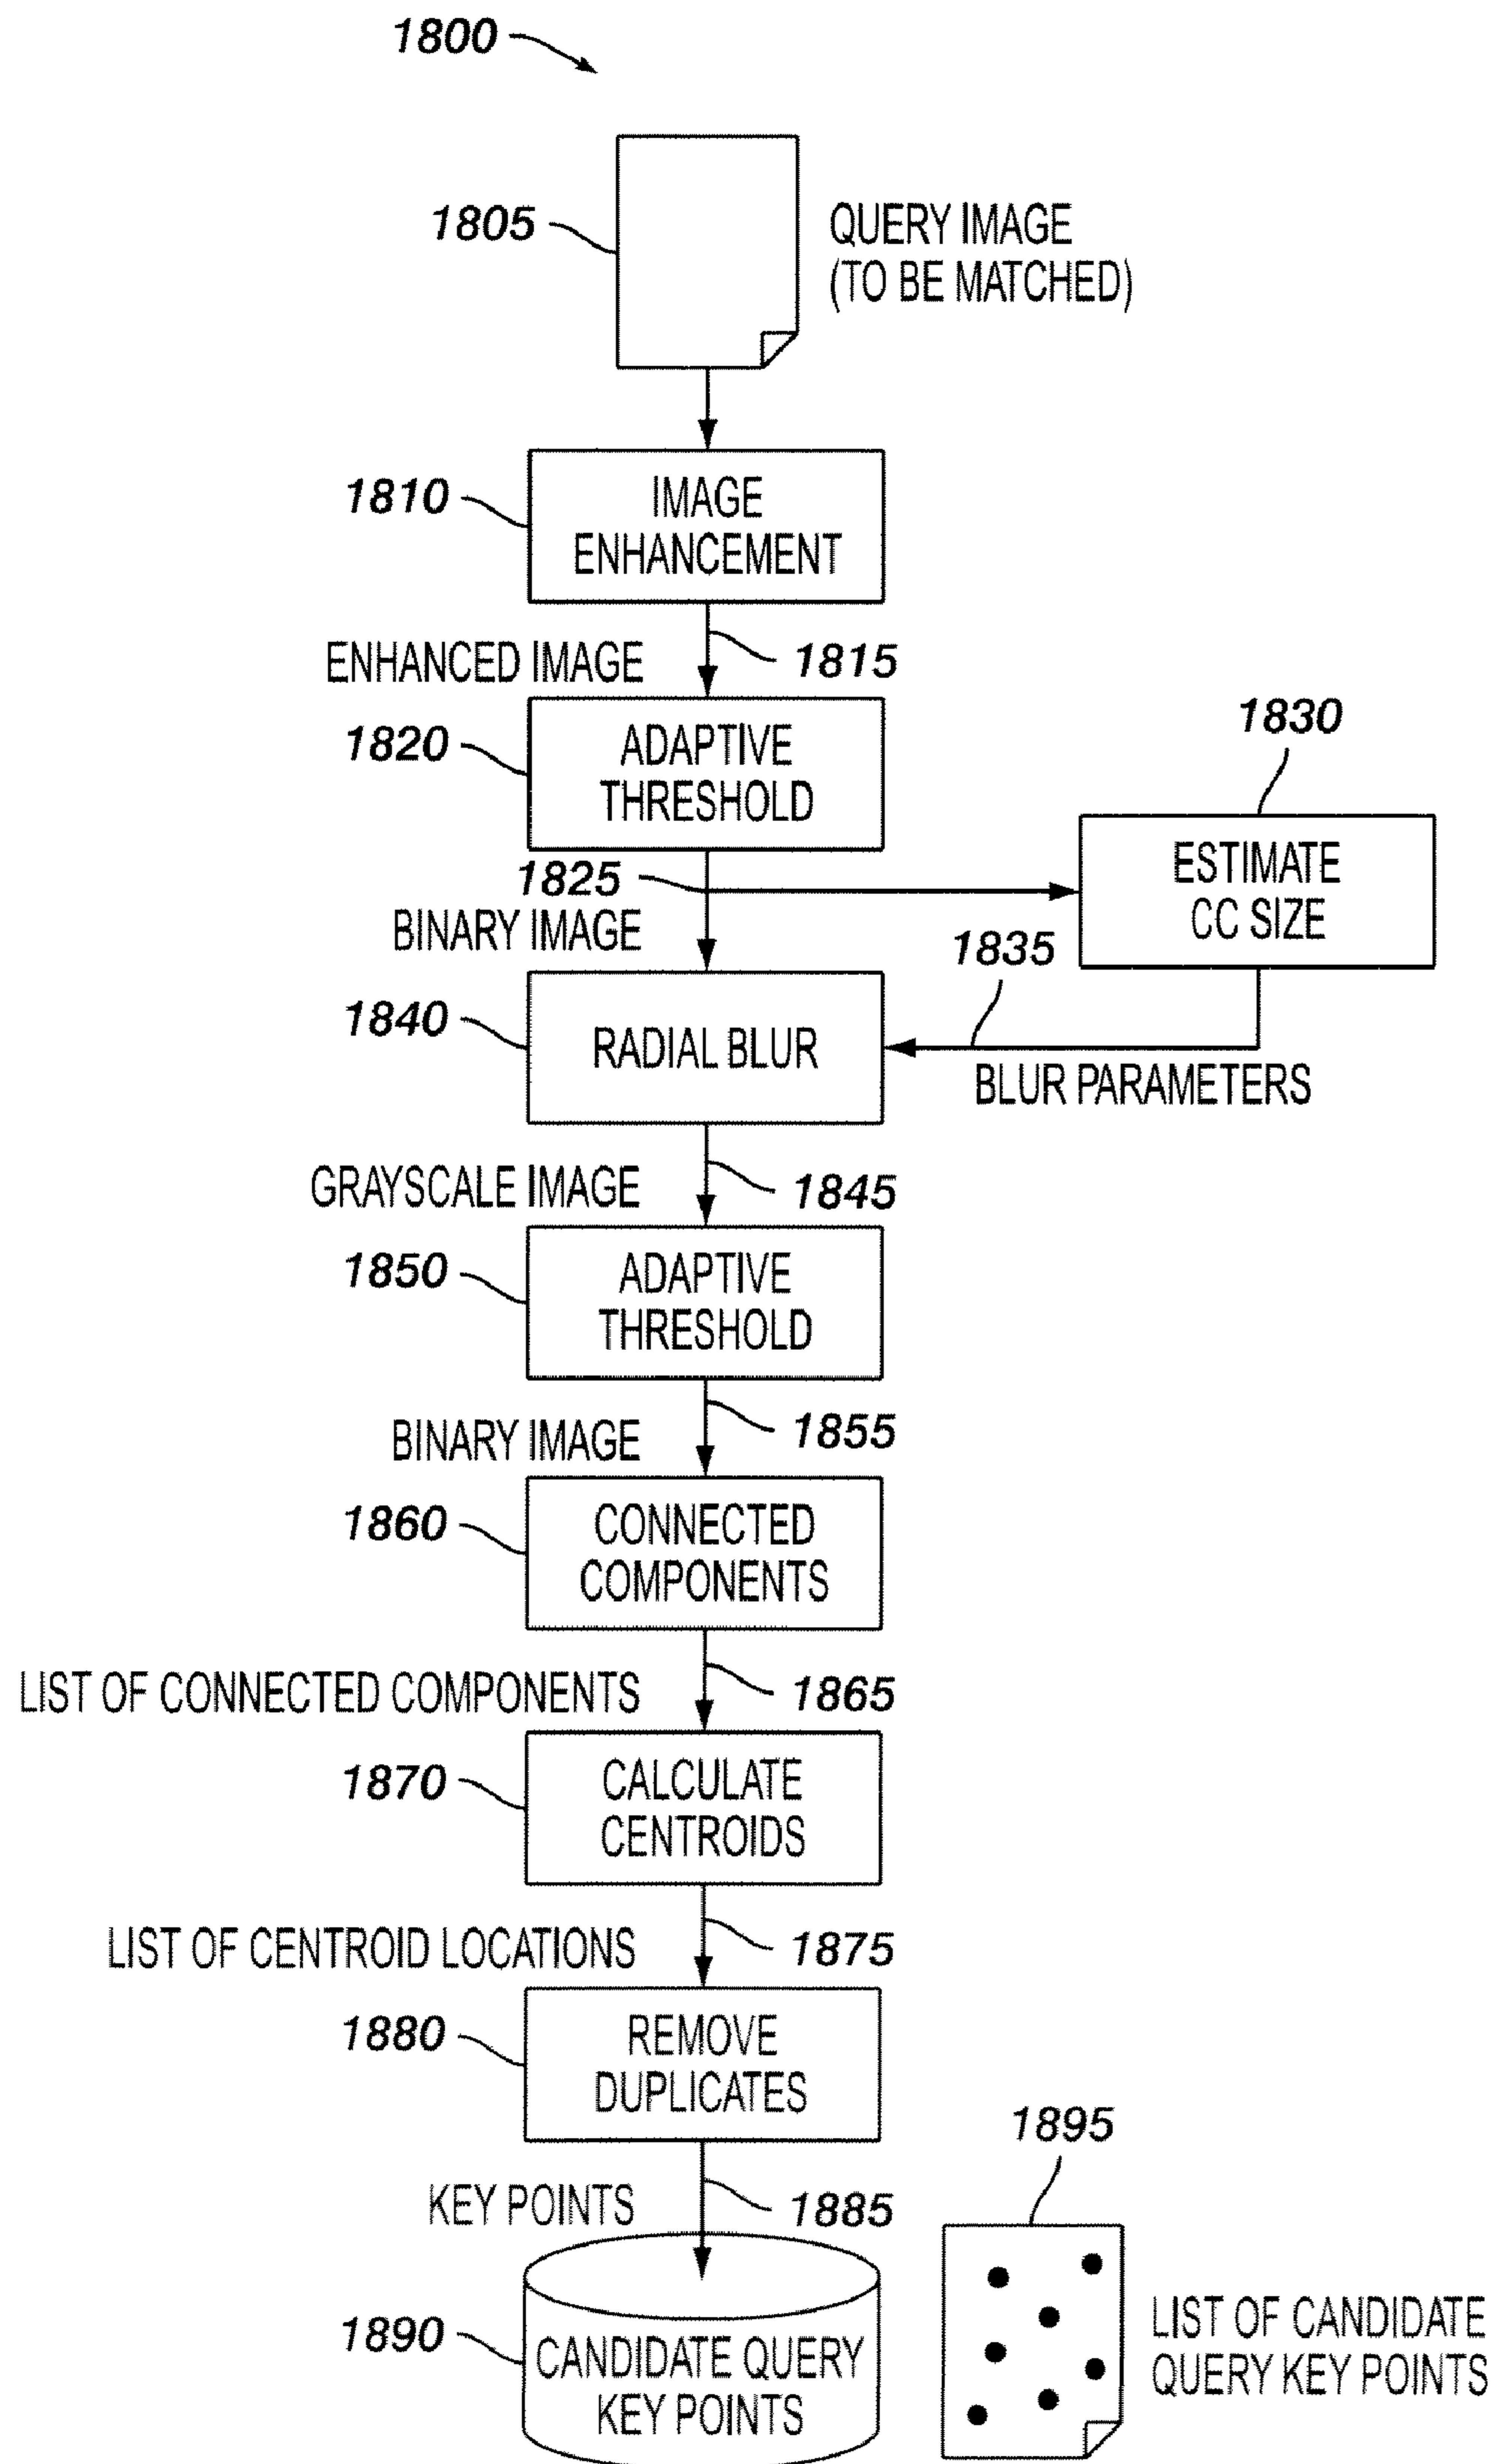 1800
1805
QUERY IMAGE
(TO BE MATCHED)
1810
IMAGE
ENHANCEMENT
ENHANCED IMAGE
1815
1820
ADAPTIVE
THRESHOLD
1830
ESTIMATE
CC SIZE
1825
BINARY IMAGE
1835
1840
RADIAL BLUR
BLUR PARAMETERS
GRAYSCALE IMAGE
1845
1850
ADAPTIVE
THRESHOLD
BINARY IMAGE
1855
1860
CONNECTED
COMPONENTS
LIST OF CONNECTED COMPONENTS
1865
1870
CALCULATE
CENTROIDS
LIST OF CENTROID LOCATIONS
1875
1880
REMOVE
DUPLICATES
1895
KEY POINTS
1885
1890
CANDIDATE QUERY
KEY POINTS
LIST OF CANDIDATE
QUERY KEY POINTS